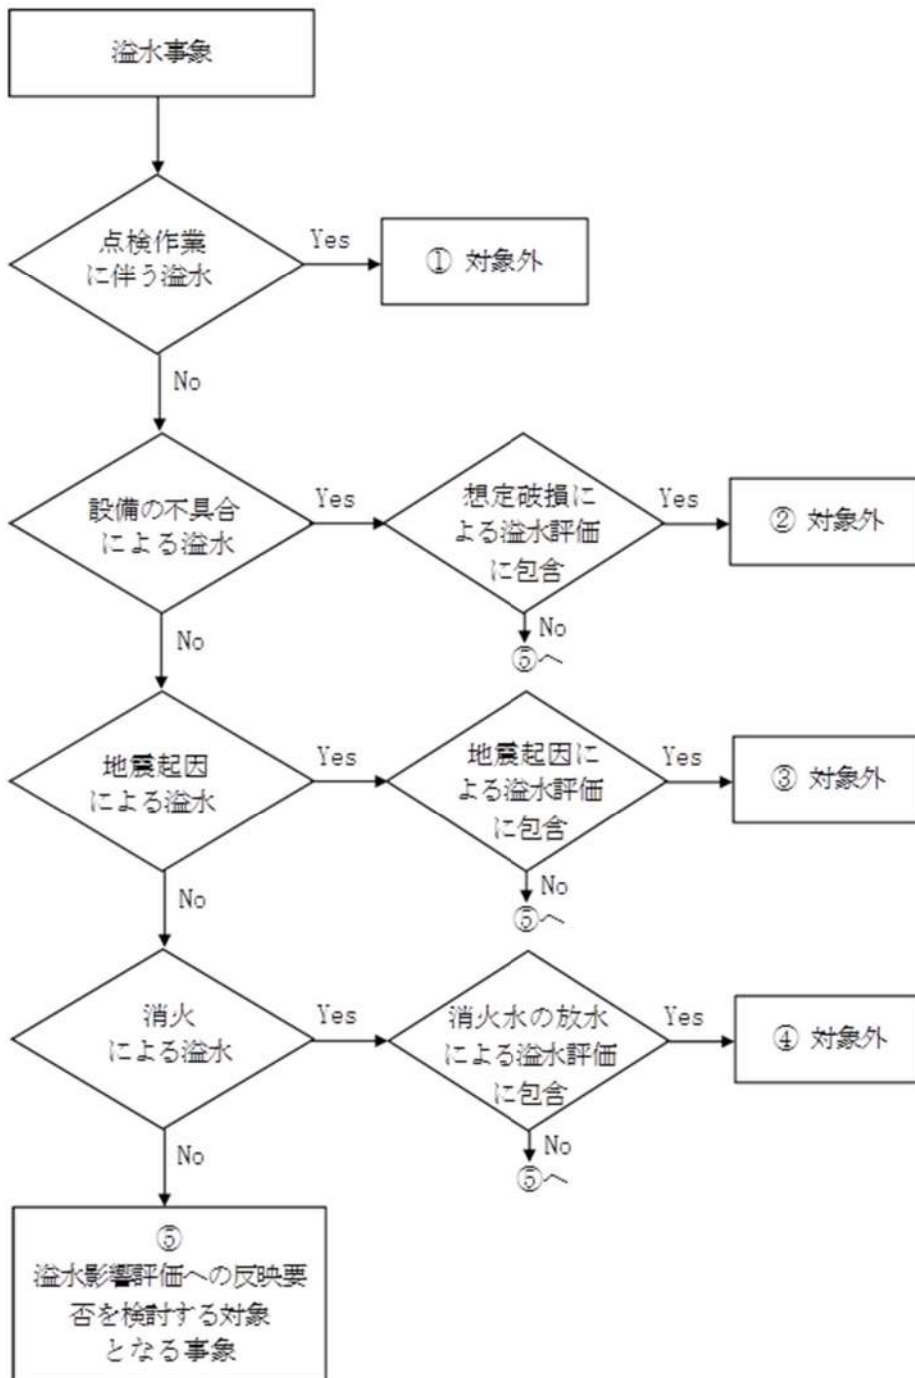 溢水事象
点検作業
に伴う溢水
Yes
① 対象外
No
設備の不具合
による溢水
Yes
想定破損に
よる溢水評価
に包含
Yes
② 対象外
No
⑤へ
No
地震起因
による溢水
Yes
地震起因に
よる溢水評価
に包含
Yes
③ 対象外
No
⑤へ
No
消火
による溢水
Yes
消火水の放水
による溢水評価
に包含
Yes
④ 対象外
No
⑤へ
No
⑤
溢水影響評価への反映要
否を検討する対象
となる事象